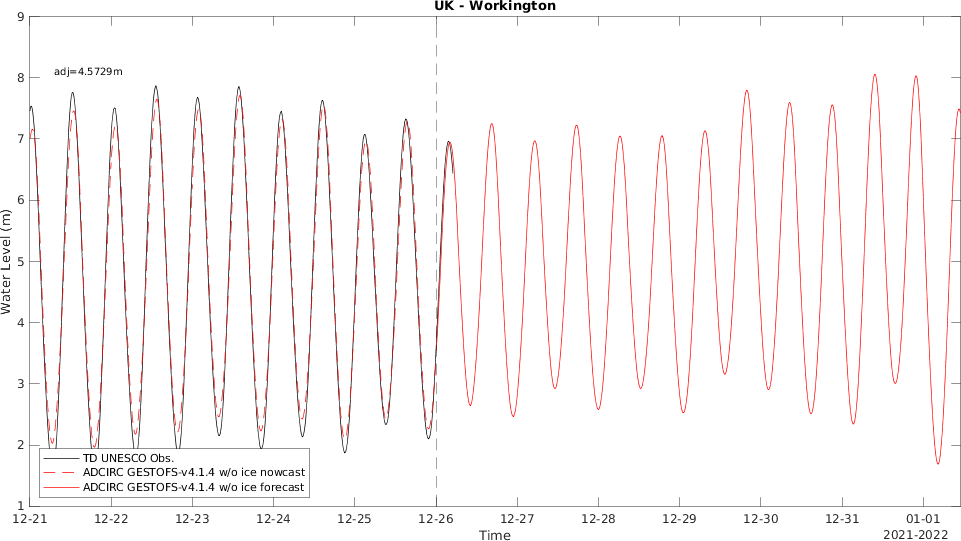 UK - Workington
adj=4.5729m
Water Level (m)
9
8
7
6
5
4
3
2
1
TD UNESCO Obs.
ADCIRC GESTOFS-v4.1.4 w/o ice nowcast
ADCIRC GESTOFS-v4.1.4 w/o ice forecast
12-21 12-22 12-23 12-24 12-25 12-26 12-27 12-28 12-29 12-30 12-31 01-01
Time
2021-2022